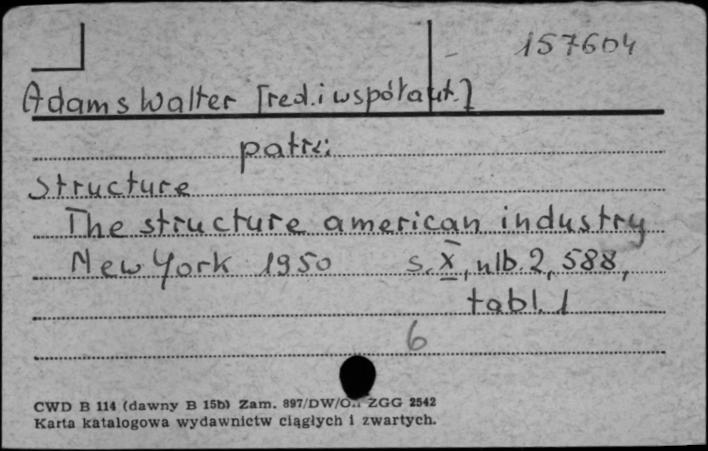 157604
Adams Walter [red. i współaut.]
patrz:
Structure
The structure american industry
New York 1950 s. X, nlb. 2, 588,
tabl. 1
6
CWD B 114 (dawny B 15b) Zam. 897/DW/O. ZGG 2542
Karta katalogowa wydawnictw ciągłych i zwartych.